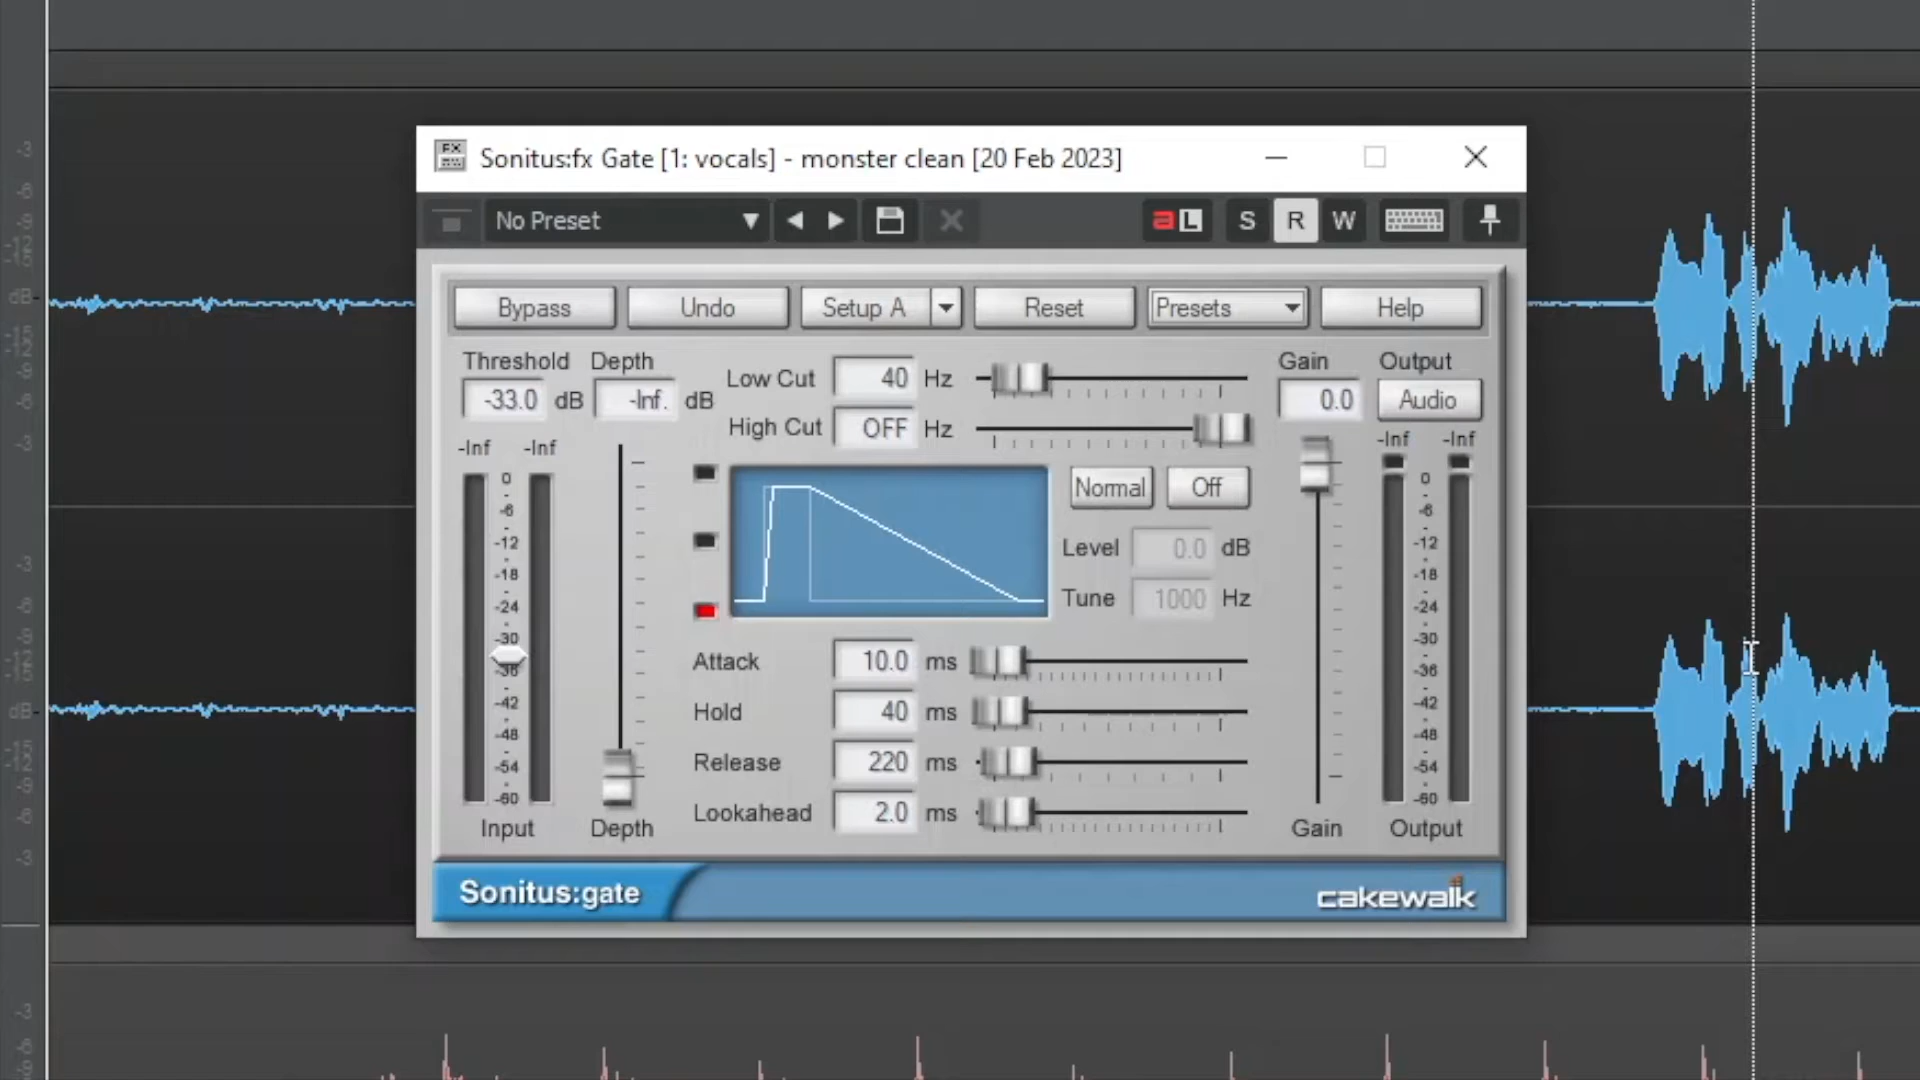 Sonitus:fx Gate [1: vocals] - monster clean [20 Feb 2023]
No Preset
a L S R W
Bypass Undo Setup A Reset Presets Help
Threshold Depth
-33.0 dB -Inf. dB
Low Cut 40 Hz
High Cut OFF Hz
Gain Output
0.0 Audio
-Inf -Inf
0
-6
-12
-18
-24
-30
-36
-42
-48
-54
-60
Input
Depth
Normal Off
Level 0.0 dB
Tune 1000 Hz
Attack 10.0 ms
Hold 40 ms
Release 220 ms
Lookahead 2.0 ms
Gain
-Inf -Inf
0
-6
-12
-18
-24
-30
-36
-42
-48
-54
-60
Output
Sonitus:gate
cakewalk